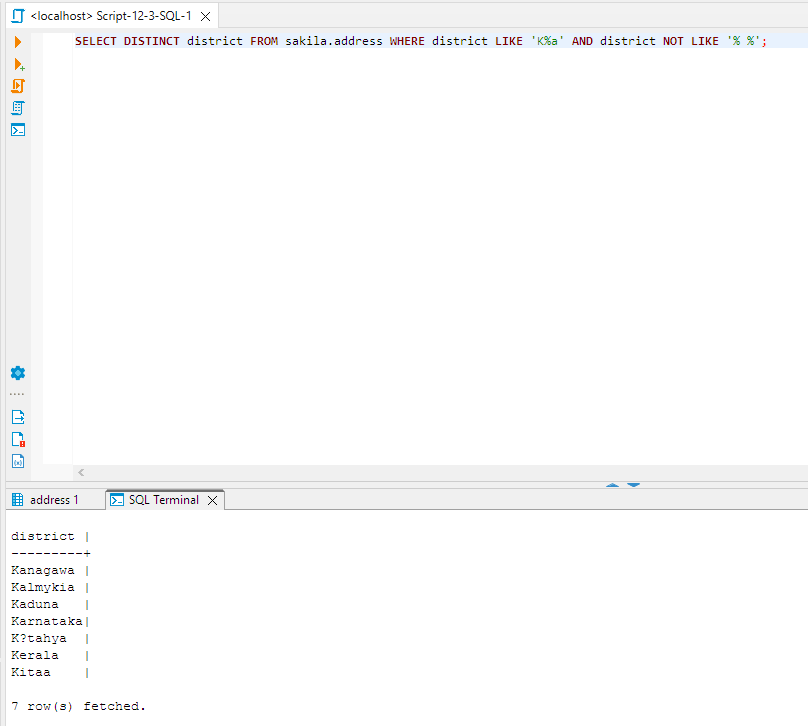 <localhost> Script-12-3-SQL-1
SELECT DISTINCT district FROM sakila.address WHERE district LIKE 'K%a' AND district NOT LIKE '% %';
address 1
SQL Terminal
district |
---------+
Kanagawa |
Kalmykia |
Kaduna   |
Karnataka|
K?tahya  |
Kerala   |
Kitaa    |
7 row(s) fetched.